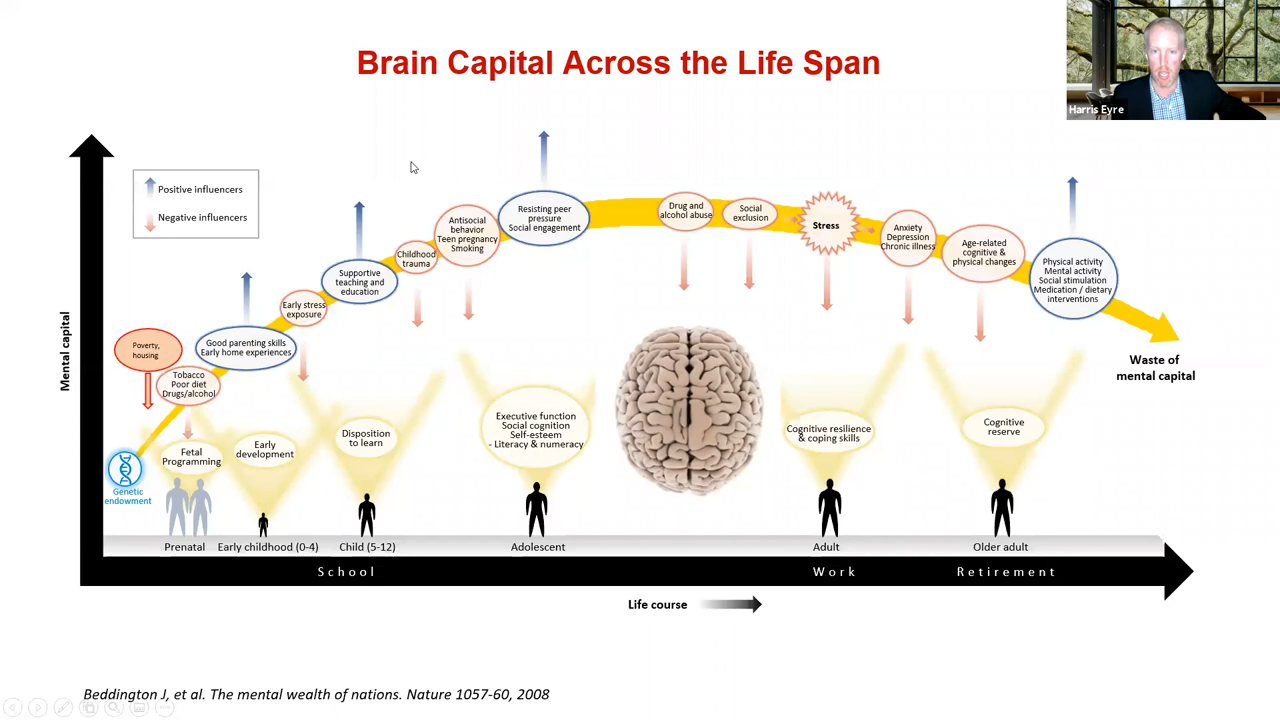 Brain Capital Across the Life Span
Harris Eyre
Positive influencers
Negative influencers
Mental capital
Genetic
endowment
Poverty,
housing
Tobacco
Poor diet
Drugs/alcohol
Good parenting skills
Early home experiences
Early stress
exposure
Supportive
teaching and
education
Childhood
trauma
Antisocial
behavior
Teen pregnancy
Smoking
Resisting peer
pressure
Social engagement
Drug and
alcohol abuse
Social
exclusion
Stress
Anxiety
Depression
Chronic illness
Age-related
cognitive &
physical changes
Physical activity
Mental activity
Social stimulation
Medication / dietary
interventions
Waste of
mental capital
Fetal
Programming
Early
development
Disposition
to learn
Executive function
Social cognition
Self-esteem
- Literacy & numeracy
Cognitive resilience
& coping skills
Cognitive
reserve
Prenatal
Early childhood (0-4)
Child (5-12)
Adolescent
Adult
Older adult
School
Work
Retirement
Life course
Beddington J, et al. The mental wealth of nations. Nature 1057-60, 2008